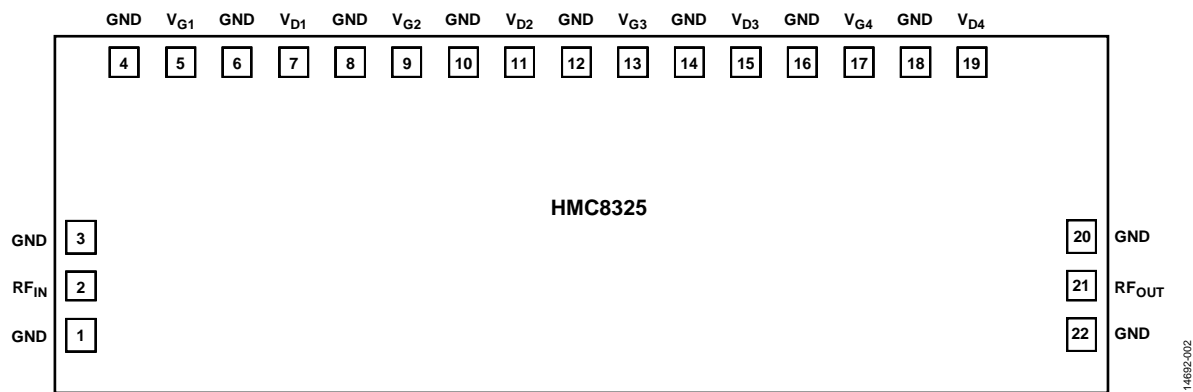 GND V_G1 GND V_D1 GND V_G2 GND V_D2 GND V_G3 GND V_D3 GND V_G4 GND V_D4
4 5 6 7 8 9 10 11 12 13 14 15 16 17 18 19
HMC8325
GND 3 20 GND
RF_IN 2 21 RF_OUT
GND 1 22 GND
14692-002